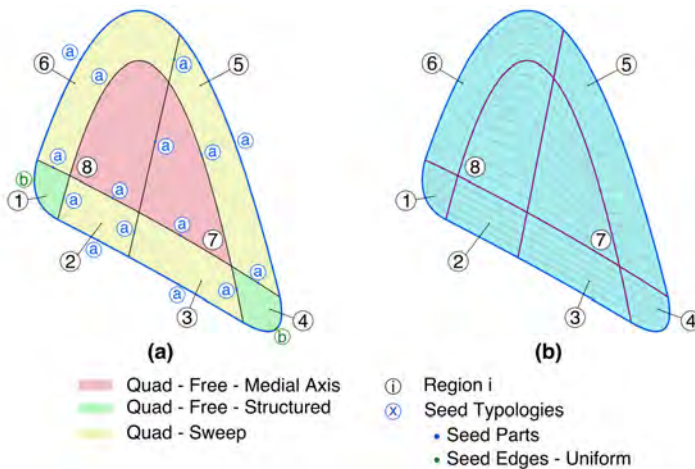 a
6
a
a
5
6
5
a
a
a
a
b
a
8
8
1
a
a
a
1
2
a
a
7
a
2
7
a
a
3
4
3
4
b
(a)
(b)
Quad - Free - Medial Axis
i Region i
Quad - Free - Structured
x Seed Typologies
Quad - Sweep
• Seed Parts
• Seed Edges - Uniform